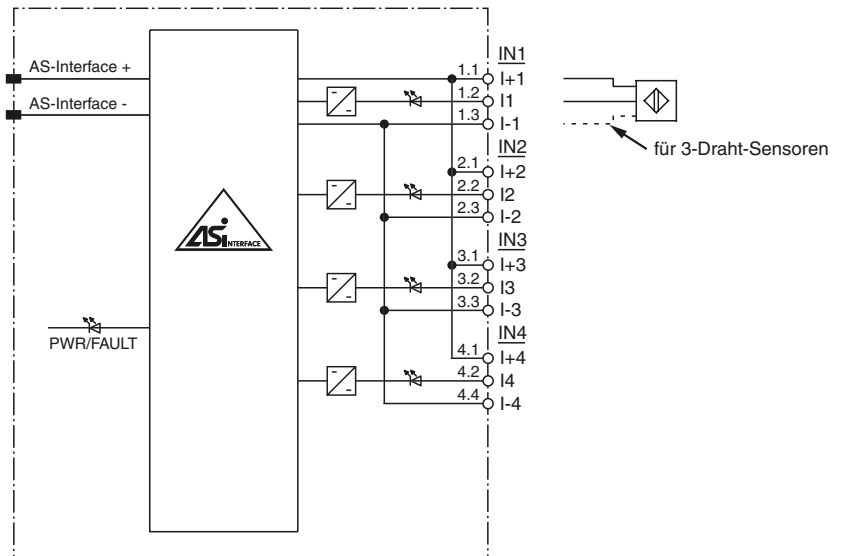 IN1
AS-Interface +
1.1 I+1
1.2 I1
AS-Interface -
1.3 I-1
für 3-Draht-Sensoren
IN2
2.1 I+2
2.2 I2
2.3 I-2
ASi INTERFACE
IN3
3.1 I+3
3.2 I3
3.3 I-3
PWR/FAULT
IN4
4.1 I+4
4.2 I4
4.4 I-4